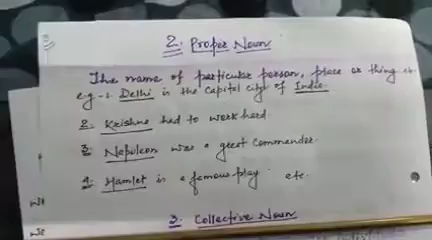 2. Proper Noun
The name of particular person, place or thing is
e.g → 1. Delhi is the capital city of India.
2. Krishna had to work hard.
3. Napoleon was a great Commander.
4. Hamlet is a famous play. etc.
3. Collective Noun